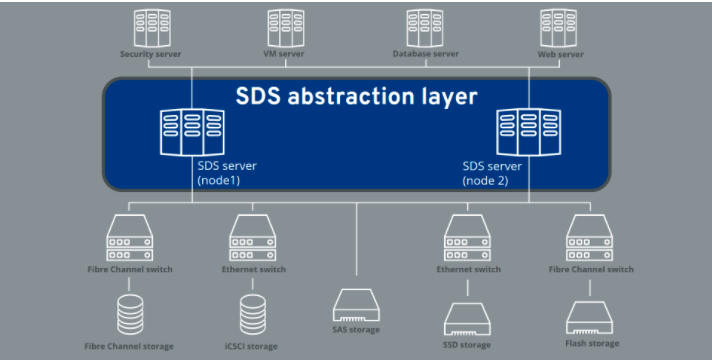 Security server
VM server
Database server
Web server
SDS abstraction layer
SDS server
(node1)
SDS server
(node 2)
Fibre Channel switch
Ethernet switch
Ethernet switch
Fibre Channel switch
Fibre Channel storage
iCSCI storage
SAS storage
SSD storage
Flash storage